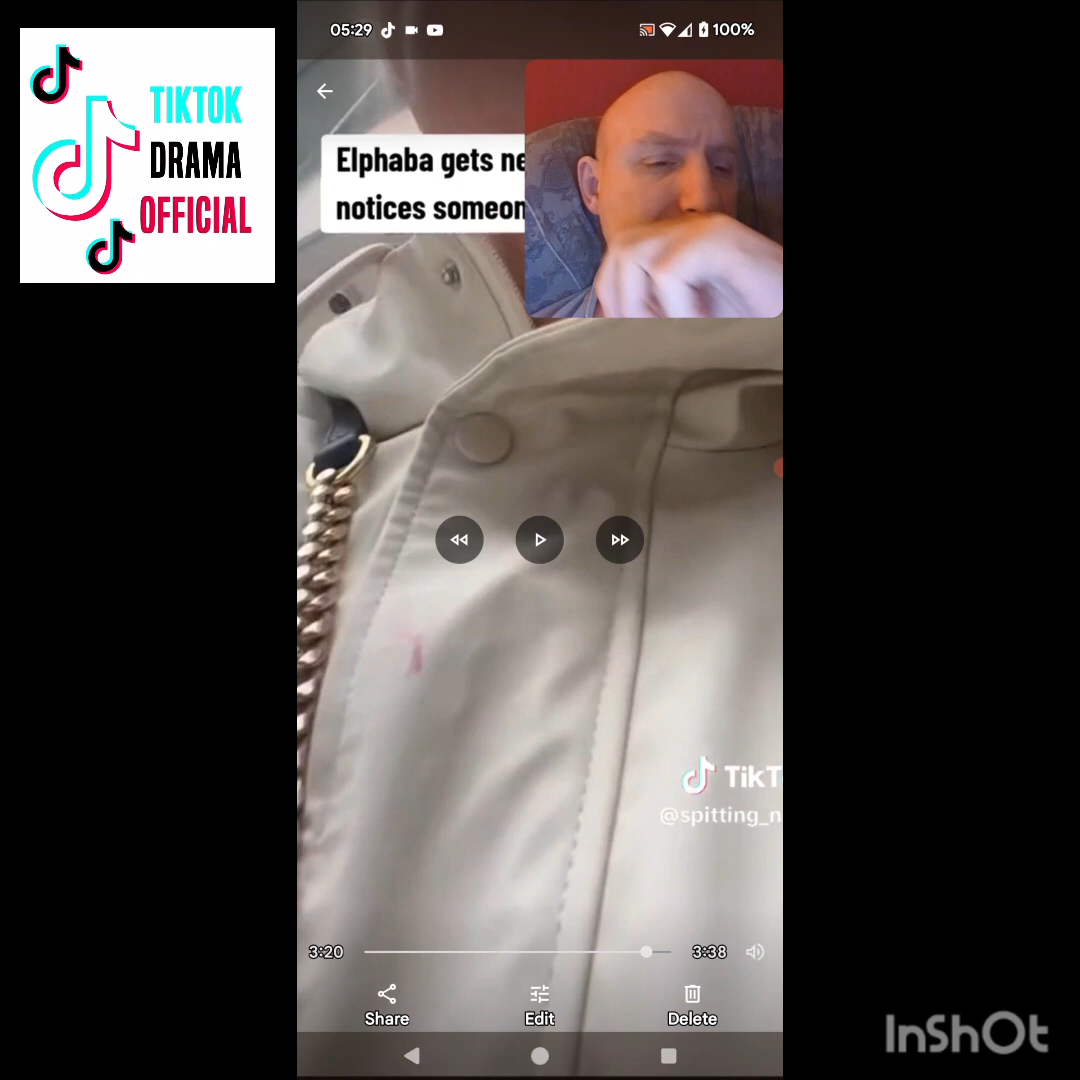 05:29
100%
TIKTOK
DRAMA
OFFICIAL
Elphaba gets ne
notices someon
TikT
@spitting_n
3:20
3:38
Share
Edit
Delete
InShOt